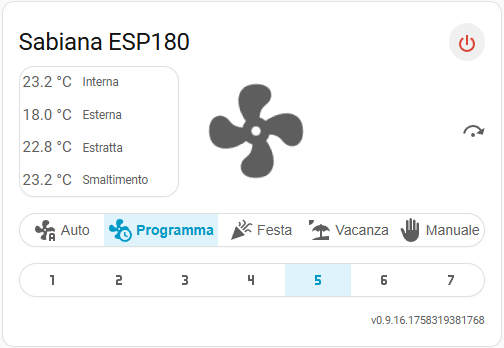 Sabiana ESP180
23.2 °C Interna
18.0 °C Esterna
22.8 °C Estratta
23.2 °C Smaltimento
A Auto Programma Festa Vacanza Manuale
1 2 3 4 5 6 7
v0.9.16.1758319381768